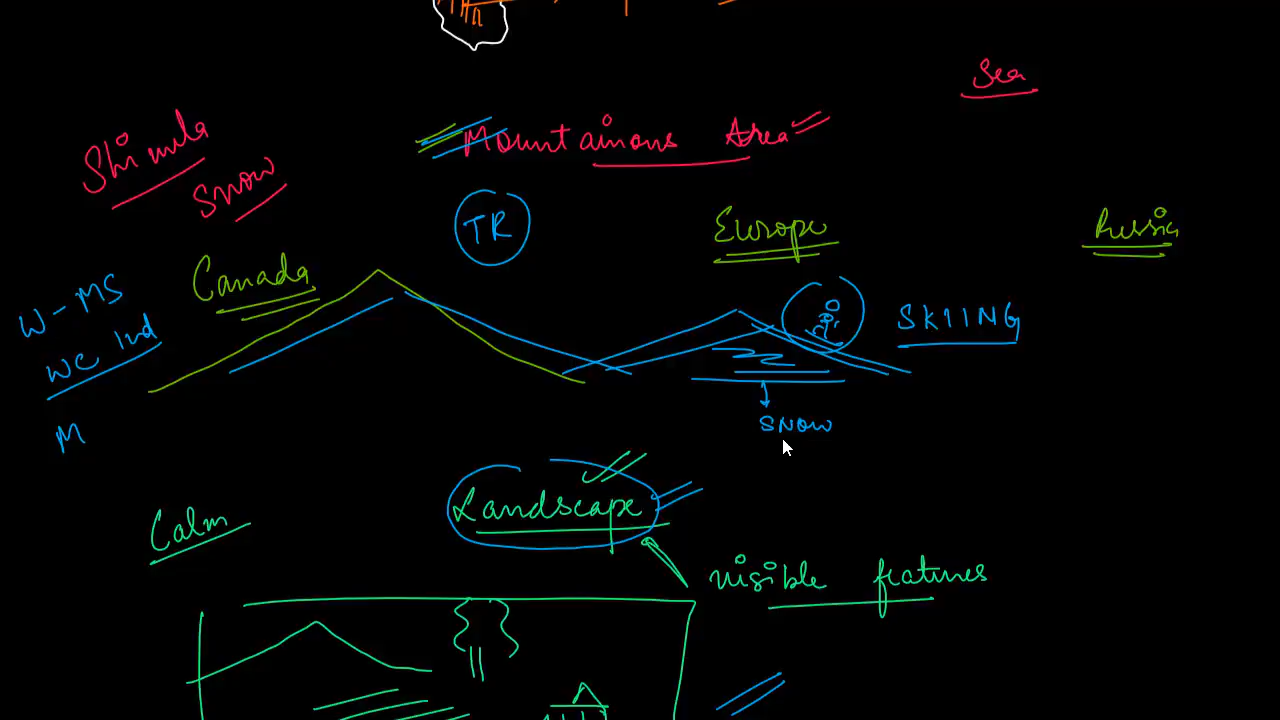 Sea
Mountainous Area
Shimla
Snow
TR
Europe
Russia
Canada
W-MS
WC Ind
M
SKIING
SNOW
Landscape
Calm
visible features